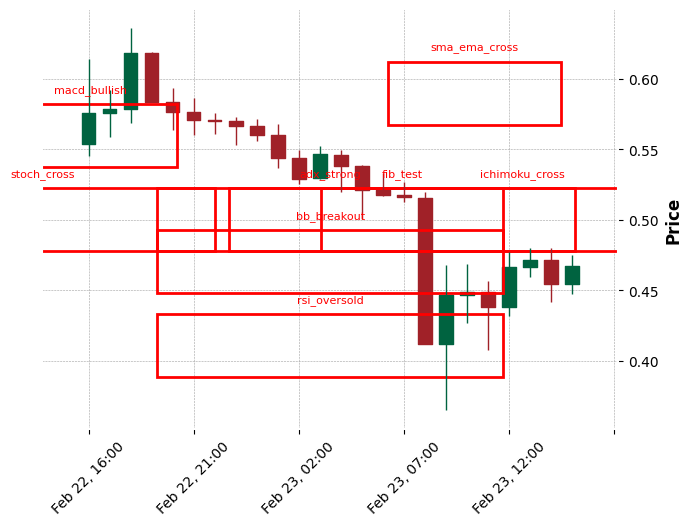 sma_ema_cross
0.60
macd_bullish
0.55
stoch_cross
adx_strong
fib_test
ichimoku_cross
bb_breakout
0.50
Price
0.45
rsi_oversold
0.40
Feb 22, 16:00
Feb 22, 21:00
Feb 23, 02:00
Feb 23, 07:00
Feb 23, 12:00